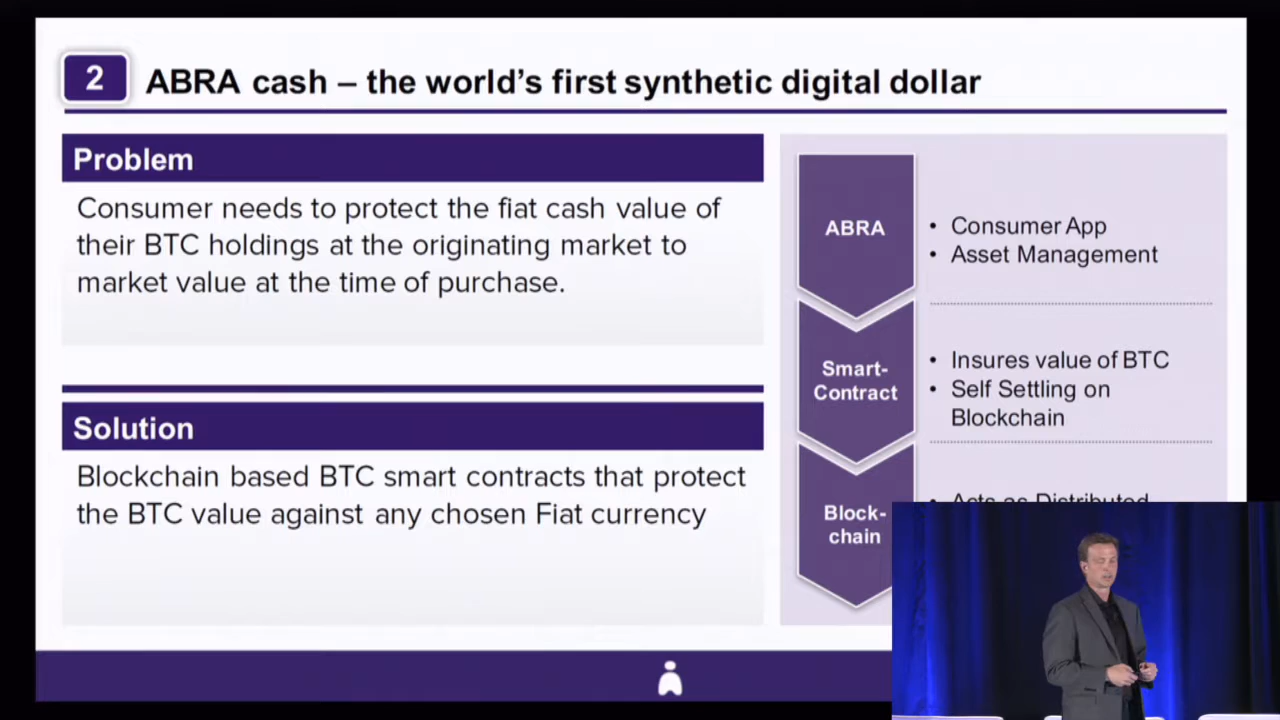 2
ABRA cash – the world's first synthetic digital dollar
Problem
Consumer needs to protect the fiat cash value of
their BTC holdings at the originating market to
market value at the time of purchase.
Solution
Blockchain based BTC smart contracts that protect
the BTC value against any chosen Fiat currency
ABRA
• Consumer App
• Asset Management
Smart-
Contract
• Insures value of BTC
• Self Settling on
Blockchain
Block-
chain
• Acts as Distributed